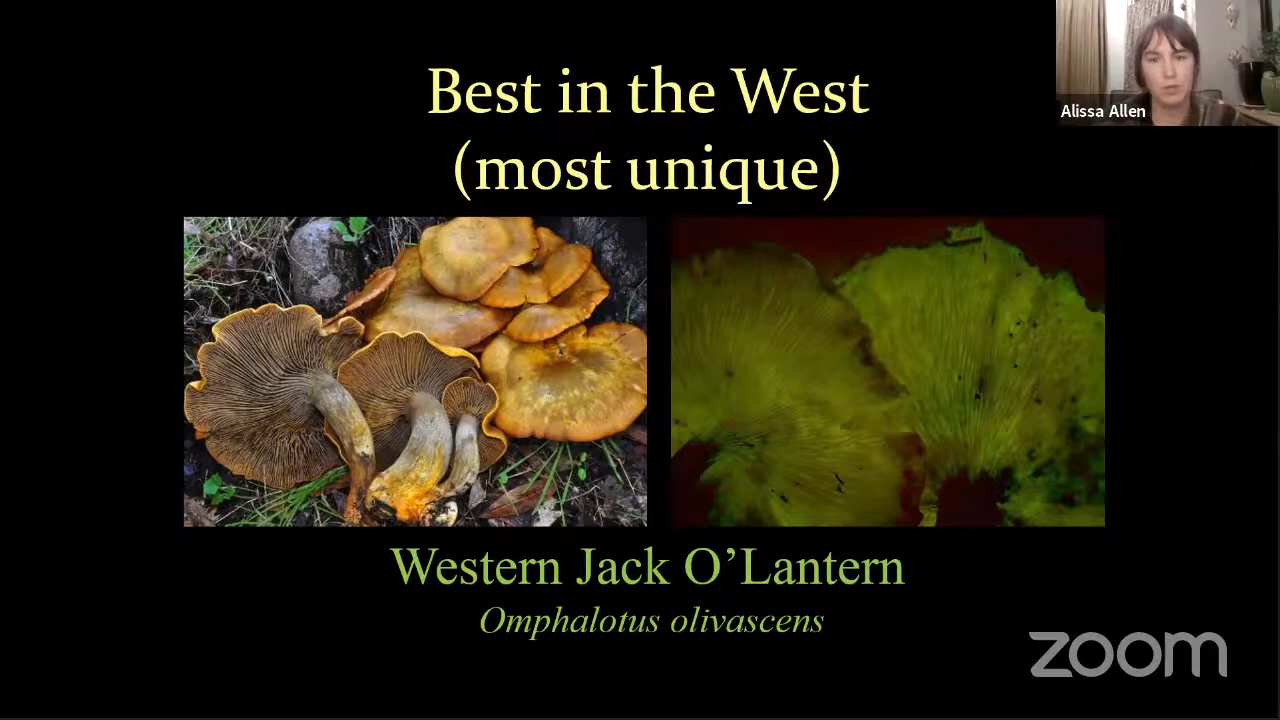 Best in the West
(most unique)
Alissa Allen
Western Jack O’Lantern
Omphalotus olivascens
zoom